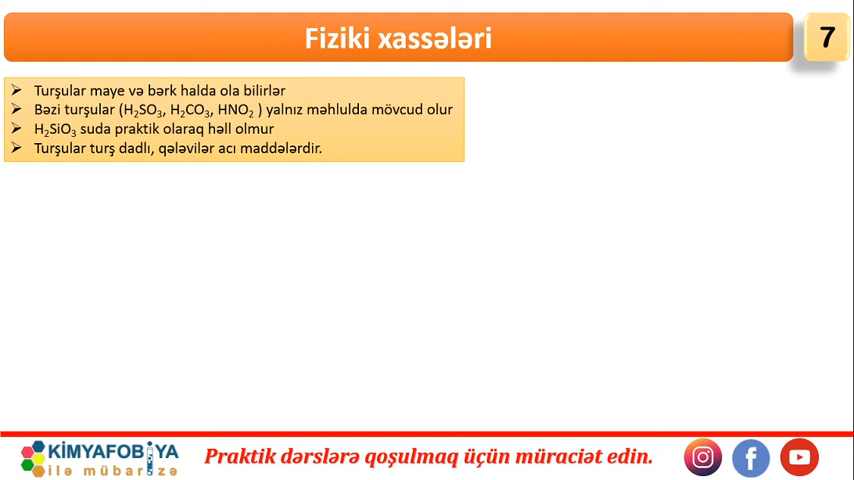 Fiziki xassələri
7
➢ Turşular maye və bərk halda ola bilirlər
➢ Bəzi turşular (H₂SO₃, H₂CO₃, HNO₂ ) yalnız məhlulda mövcud olur
➢ H₂SiO₃ suda praktik olaraq həll olmur
➢ Turşular turş dadlı, qələvilər acı maddələrdir.
KİMYAFOBİYA
ilə mübarizə
Praktik dərslərə qoşulmaq üçün müraciət edin.